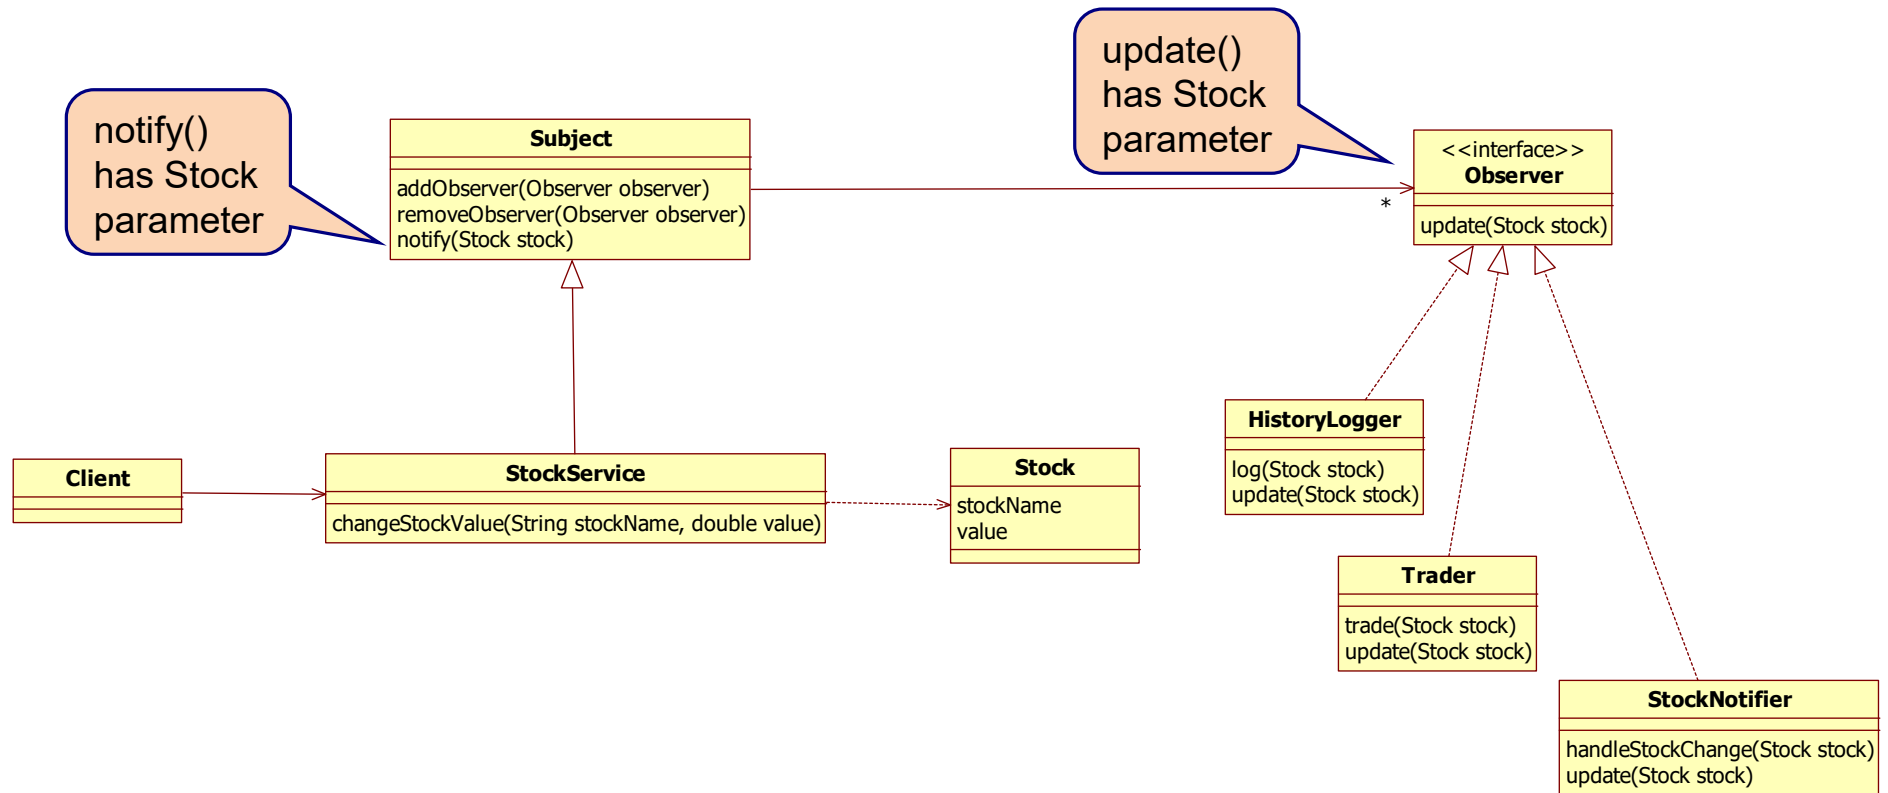 update()
has Stock
parameter
notify()
has Stock
parameter
Subject
addObserver(Observer observer)
removeObserver(Observer observer)
notify(Stock stock)
<<interface>>
Observer
update(Stock stock)
*
HistoryLogger
log(Stock stock)
update(Stock stock)
Client
StockService
changeStockValue(String stockName, double value)
Stock
stockName
value
Trader
trade(Stock stock)
update(Stock stock)
StockNotifier
handleStockChange(Stock stock)
update(Stock stock)